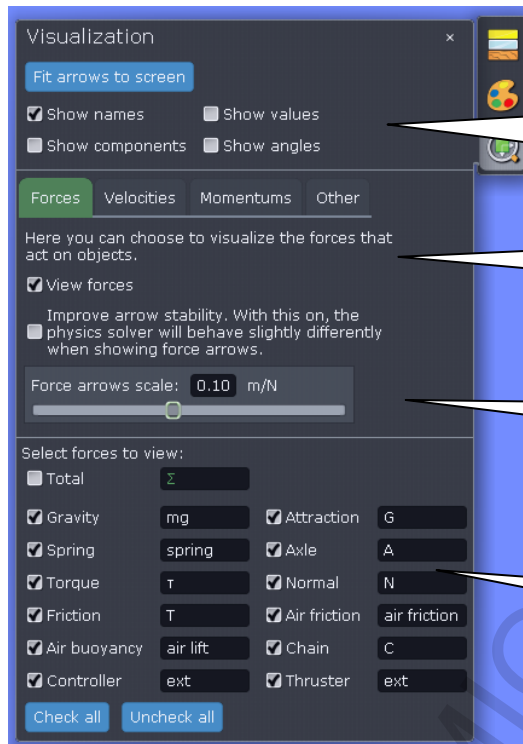 Visualization ×
Fit arrows to screen
Show names Show values
Show components Show angles
Forces Velocities Momentums Other
Here you can choose to visualize the forces that
act on objects.
View forces
Improve arrow stability. With this on, the
physics solver will behave slightly differently
when showing force arrows.
Force arrows scale: 0.10 m/N
Select forces to view:
Total Σ
Gravity mg Attraction G
Spring spring Axle A
Torque τ Normal N
Friction T Air friction air friction
Air buoyancy air lift Chain C
Controller ext Thruster ext
Check all Uncheck all